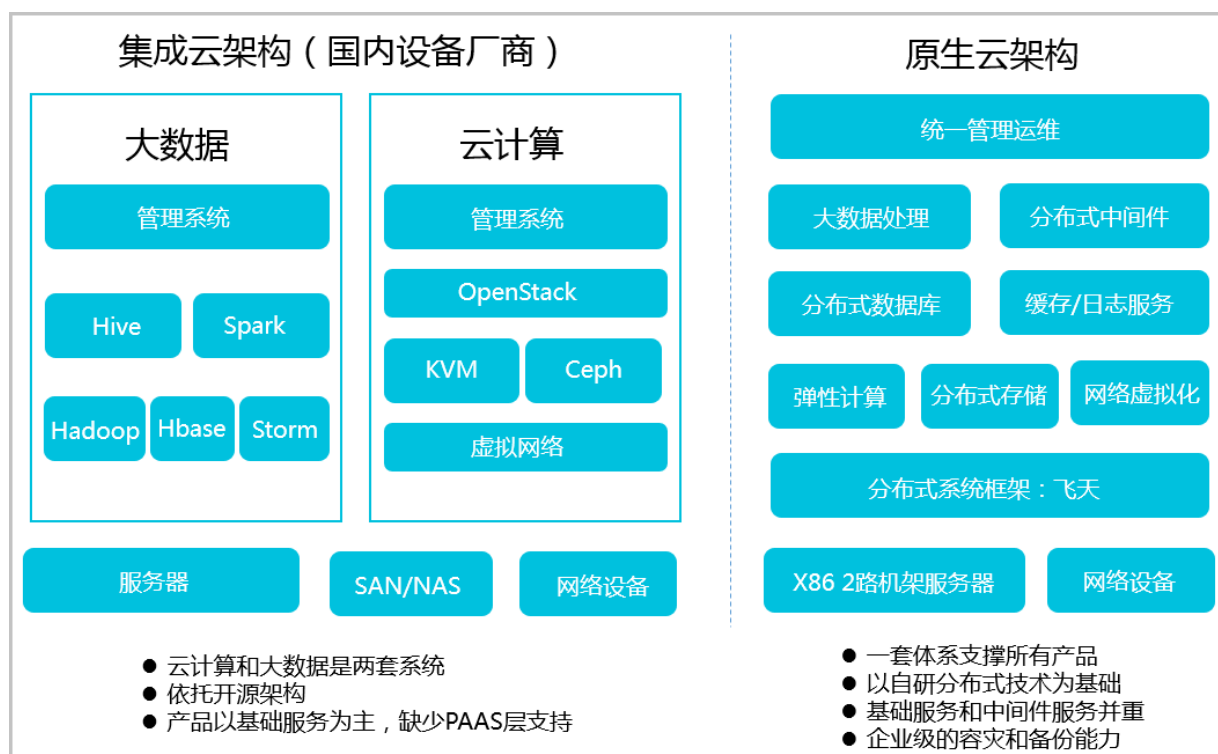 集成云架构（国内设备厂商）
大数据
管理系统
Hive
Spark
Hadoop
Hbase
Storm
云计算
管理系统
OpenStack
KVM
Ceph
虚拟网络
服务器
SAN/NAS
网络设备
● 云计算和大数据是两套系统
● 依托开源架构
● 产品以基础服务为主，缺少PAAS层支持
原生云架构
统一管理运维
大数据处理
分布式中间件
分布式数据库
缓存/日志服务
弹性计算
分布式存储
网络虚拟化
分布式系统框架：飞天
X86 2路机架服务器
网络设备
● 一套体系支撑所有产品
● 以自研分布式技术为基础
● 基础服务和中间件服务并重
● 企业级的容灾和备份能力